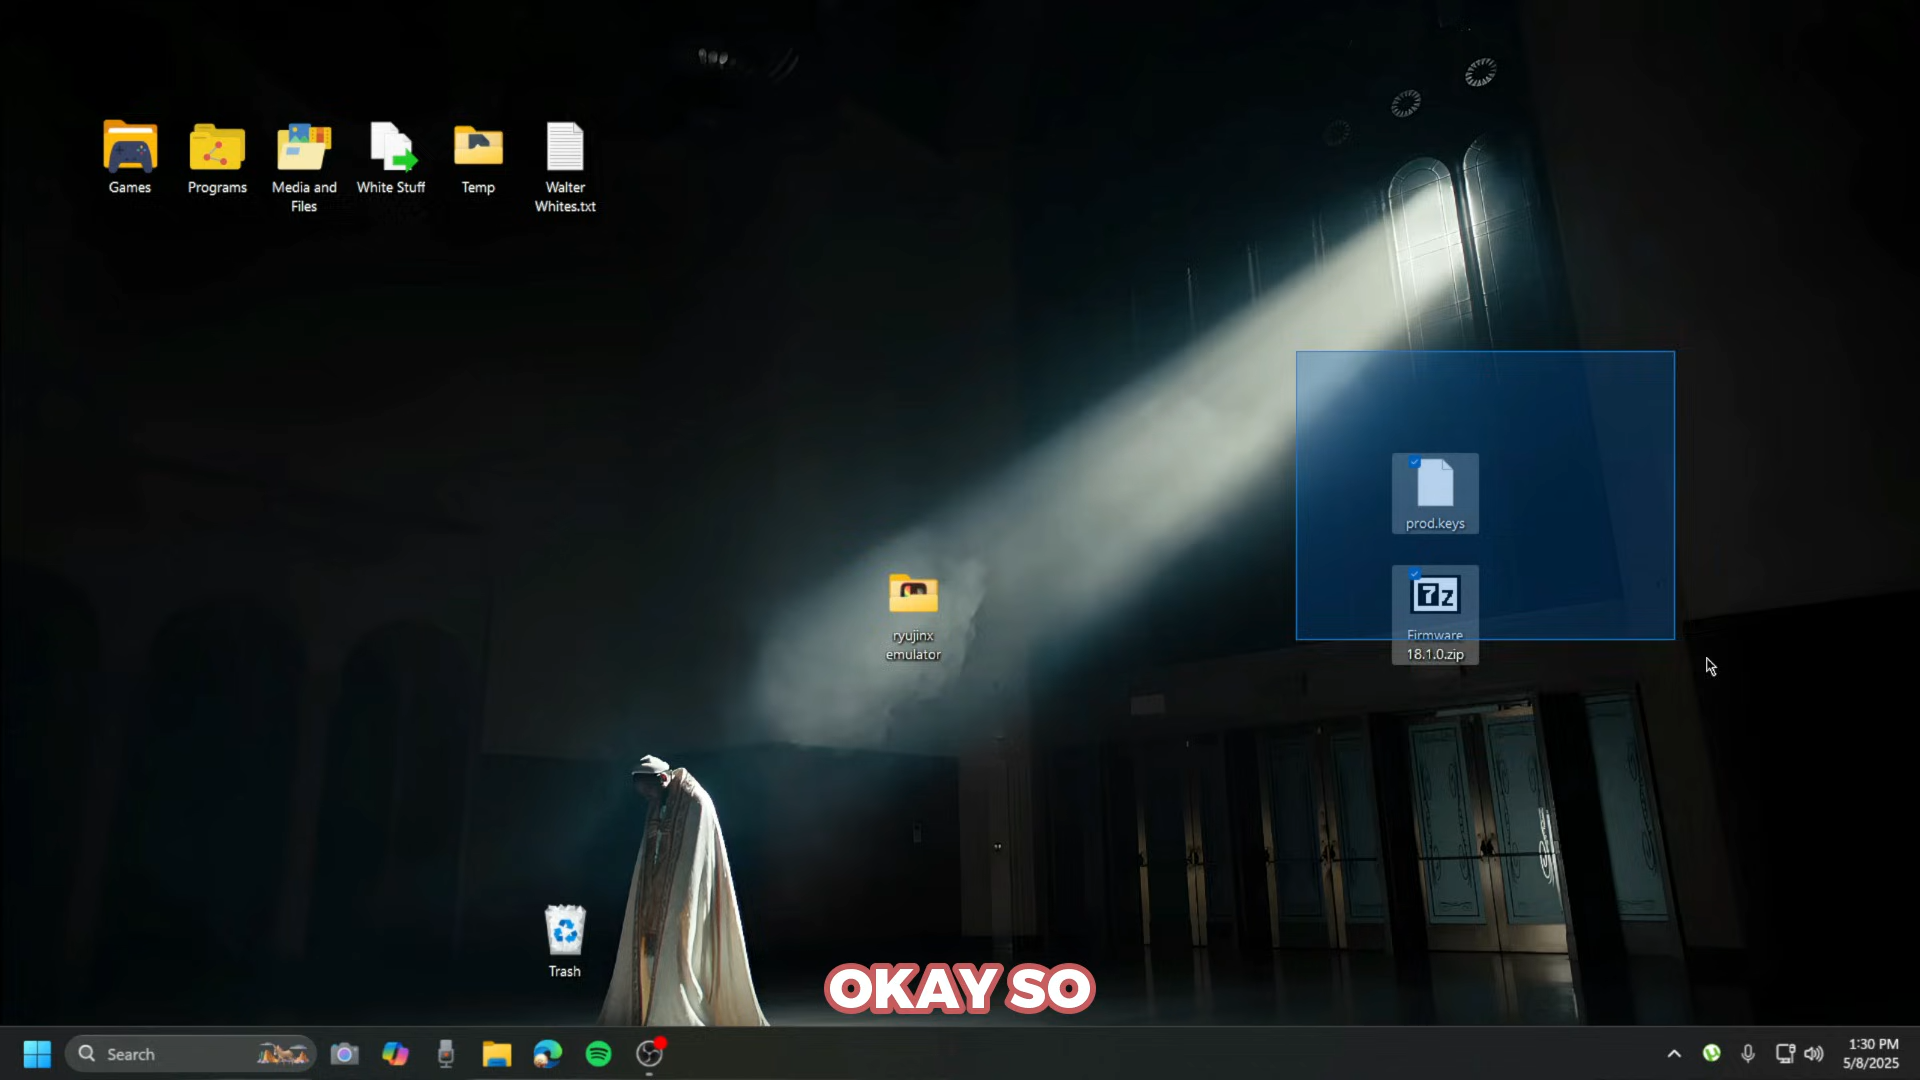 Games
Programs
Media and
Files
White Stuff
Temp
Walter
Whites.txt
prod.keys
7z
Firmware
18.1.0.zip
ryujinx
emulator
Trash
OKAY SO
Search
1:30 PM
5/8/2025